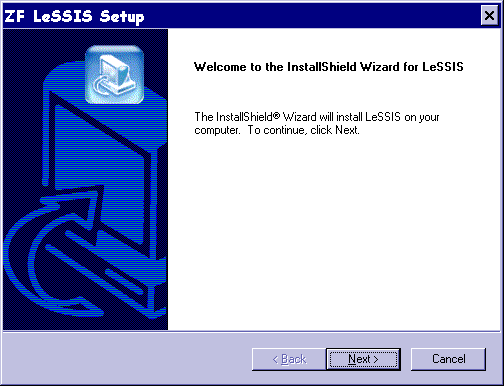 ZF LeSSIS Setup
Welcome to the InstallShield Wizard for LeSSIS
The InstallShield® Wizard will install LeSSIS on your
computer. To continue, click Next.
< Back
Next >
Cancel